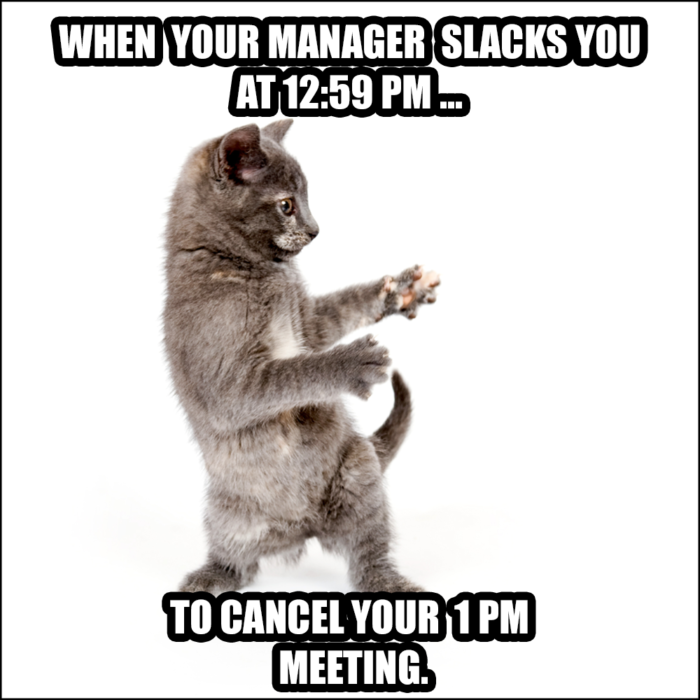 WHEN YOUR MANAGER SLACKS YOU
AT 12:59 PM ...
TO CANCEL YOUR 1 PM
MEETING.